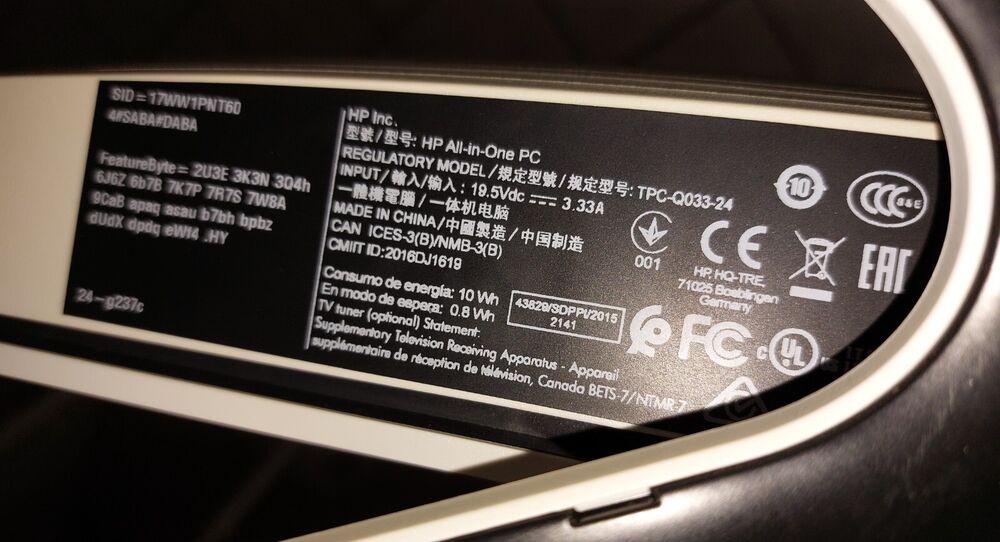 SID = 17WW1PNT60
4#SABA#DABA
FeatureByte = 2U3E 3K3N 3Q4h
6J6Z 6b7B 7K7P 7R7S 7W8A
9CaB apaq asau b7bh bpbz
dUdX dpdq eWf4 .HY
24-g237c
HP Inc.
型號/型号: HP All-in-One PC
REGULATORY MODEL/規定型號/规定型号: TPC-Q033-24
INPUT/輸入/输入: 19.5Vdc ⎓ 3.33A
一體機電腦/一体机电脑
MADE IN CHINA/中國製造/中国制造
CAN ICES-3(B)/NMB-3(B)
CMIIT ID:2016DJ1619
Consumo de energía: 10 Wh
En modo de espera: 0.8 Wh
43629/SDPPI/2015
2141
TV tuner (optional) Statement:
Supplementary Television Receiving Apparatus - Appareil
supplémentaire de réception de télévision, Canada BETS-7/NTMR-7
10
CCC
S&E
001
CE
HP, HQ-TRE,
71025 Boeblingen
Germany
EAC
FC
c UL